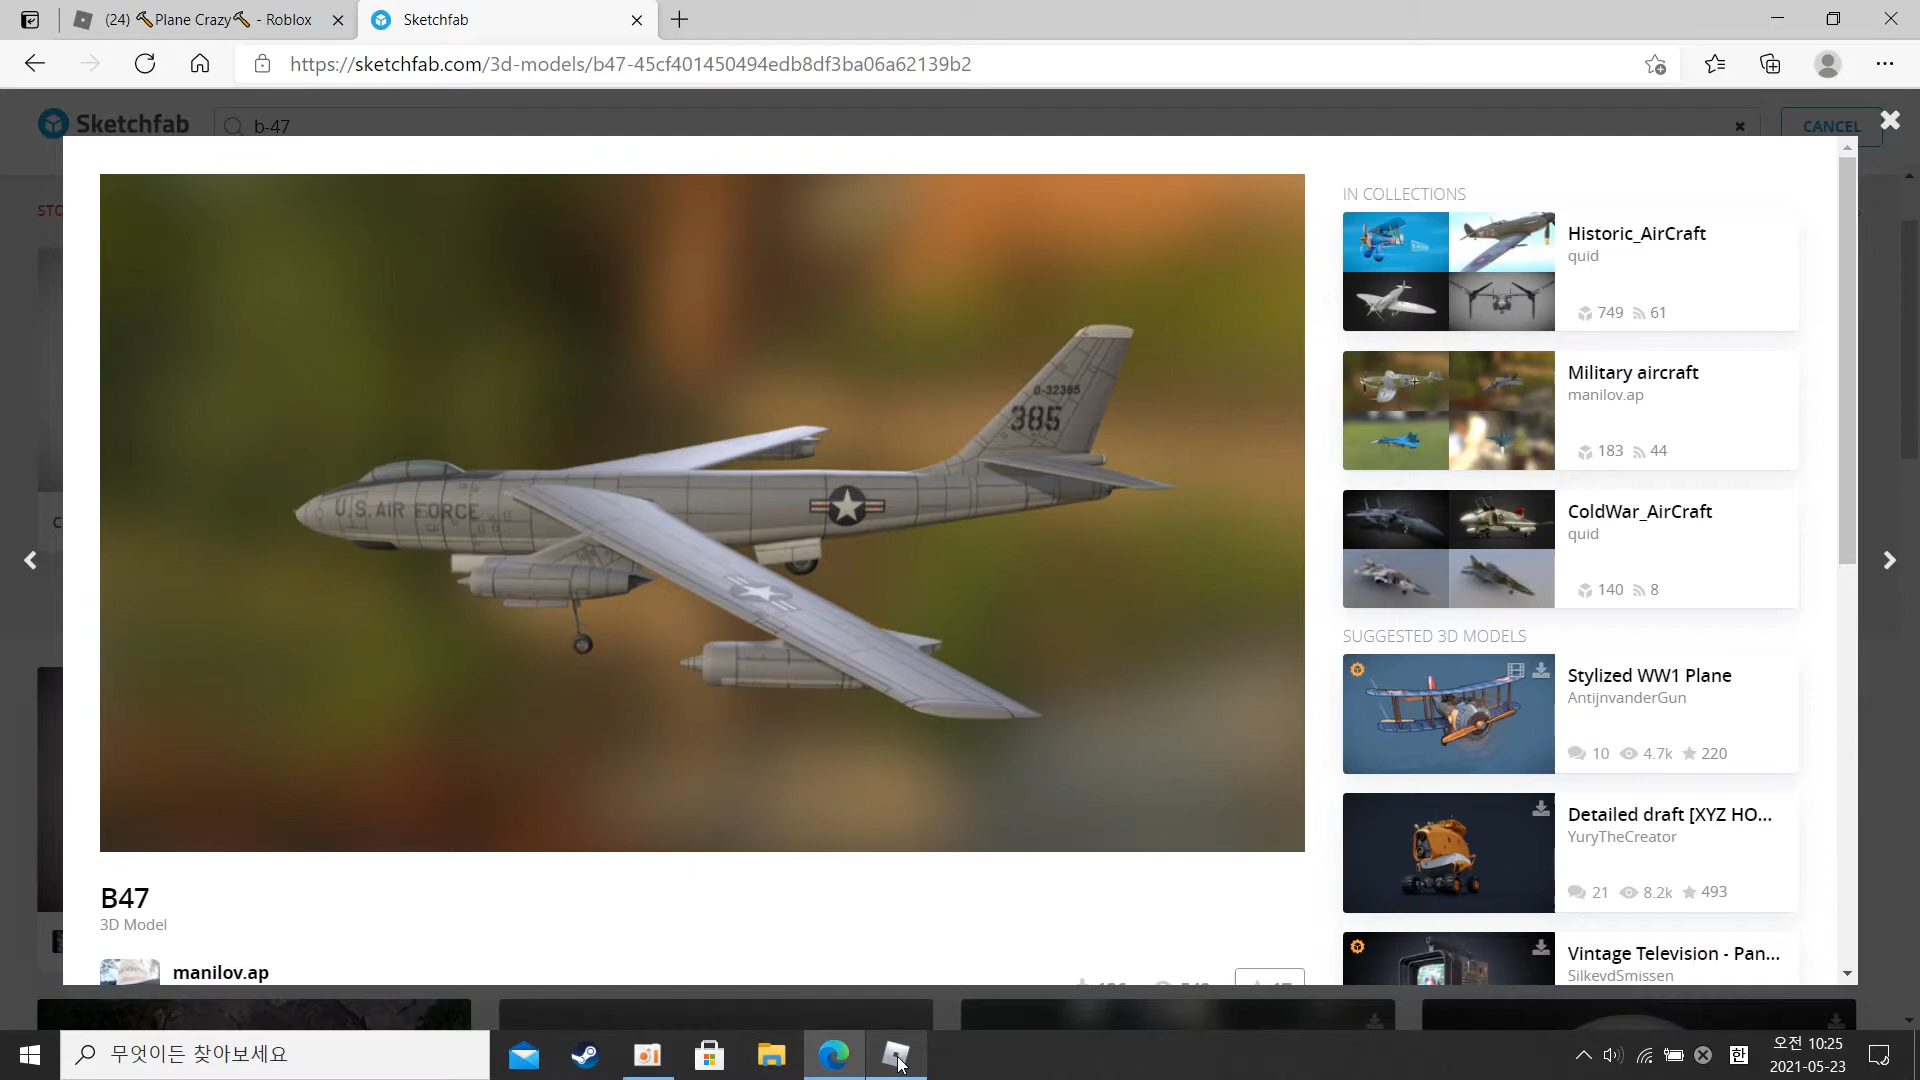 (24) 🔨Plane Crazy🔨 - Roblox
Sketchfab
https://sketchfab.com/3d-models/b47-45cf401450494edb8df3ba06a62139b2
Sketchfab
b-47
CANCEL
U.S. AIR FORCE
0-32385
385
B47
3D Model
manilov.ap
IN COLLECTIONS
Historic_AirCraft
quid
749 61
Military aircraft
manilov.ap
183 44
ColdWar_AirCraft
quid
140 8
SUGGESTED 3D MODELS
Stylized WW1 Plane
AntijnvanderGun
10 4.7k 220
Detailed draft [XYZ HO...
YuryTheCreator
21 8.2k 493
Vintage Television - Pan...
SilkevdSmissen
무엇이든 찾아보세요
한
오전 10:25
2021-05-23